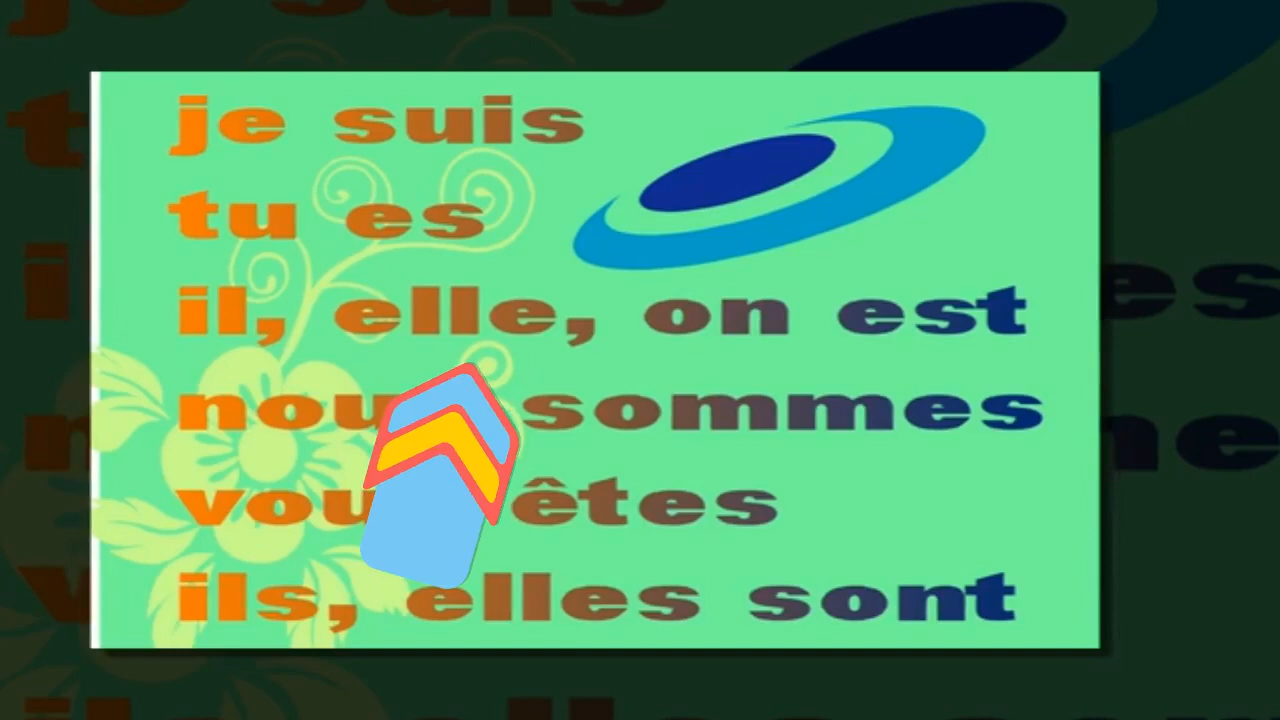 je suis
tu es
il, elle, on est
sommes
êtes
ils, elles sont